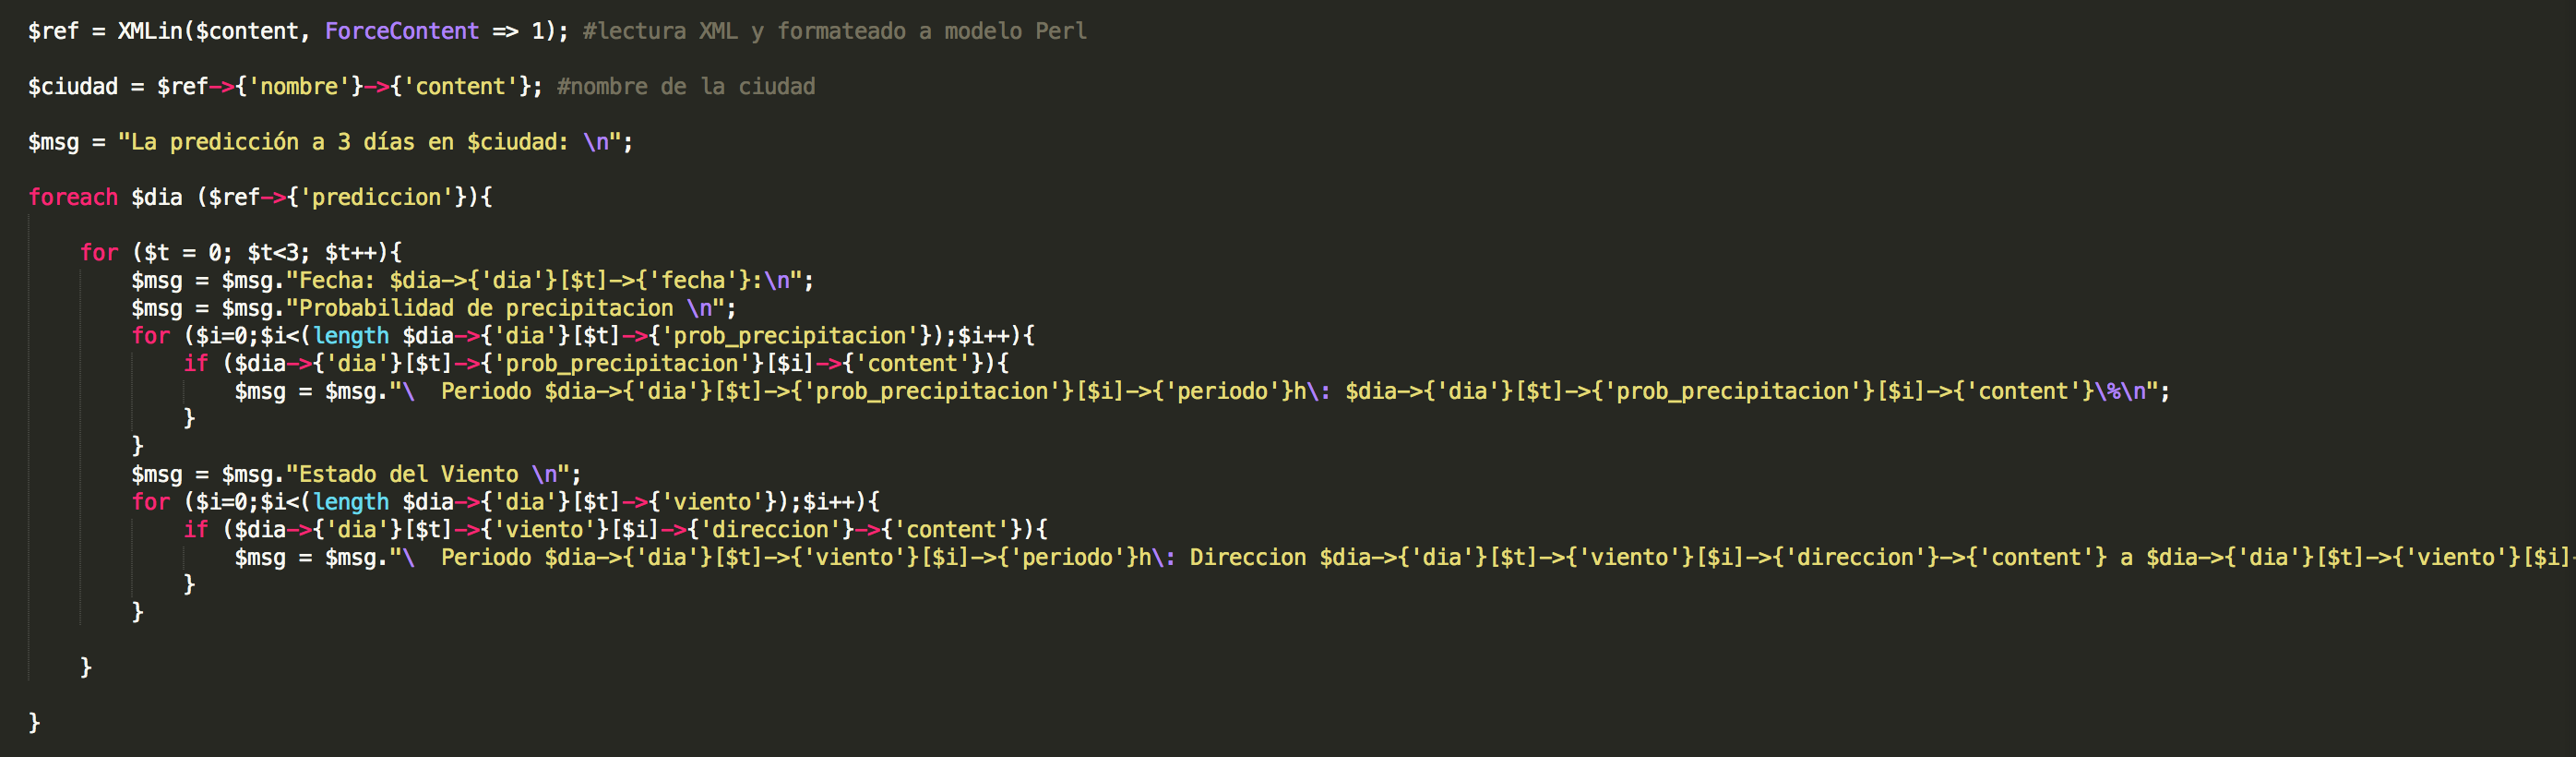 $ref = XMLin($content, ForceContent => 1); #lectura XML y formateado a modelo Perl
$ciudad = $ref->{'nombre'}->{'content'}; #nombre de la ciudad
$msg = "La predicción a 3 días en $ciudad: \n";
foreach $dia ($ref->{'prediccion'}){
for ($t = 0; $t<3; $t++){
$msg = $msg."Fecha: $dia->{'dia'}[$t]->{'fecha'}:\n";
$msg = $msg."Probabilidad de precipitacion \n";
for ($i=0;$i<(length $dia->{'dia'}[$t]->{'prob_precipitacion'});$i++){
if ($dia->{'dia'}[$t]->{'prob_precipitacion'}[$i]->{'content'}){
$msg = $msg."\  Periodo $dia->{'dia'}[$t]->{'prob_precipitacion'}[$i]->{'periodo'}h\: $dia->{'dia'}[$t]->{'prob_precipitacion'}[$i]->{'content'}\%\n";
}
}
$msg = $msg."Estado del Viento \n";
for ($i=0;$i<(length $dia->{'dia'}[$t]->{'viento'});$i++){
if ($dia->{'dia'}[$t]->{'viento'}[$i]->{'direccion'}->{'content'}){
$msg = $msg."\  Periodo $dia->{'dia'}[$t]->{'viento'}[$i]->{'periodo'}h\: Direccion $dia->{'dia'}[$t]->{'viento'}[$i]->{'direccion'}->{'content'} a $dia->{'dia'}[$t]->{'viento'}[$i]-
}
}
}
}